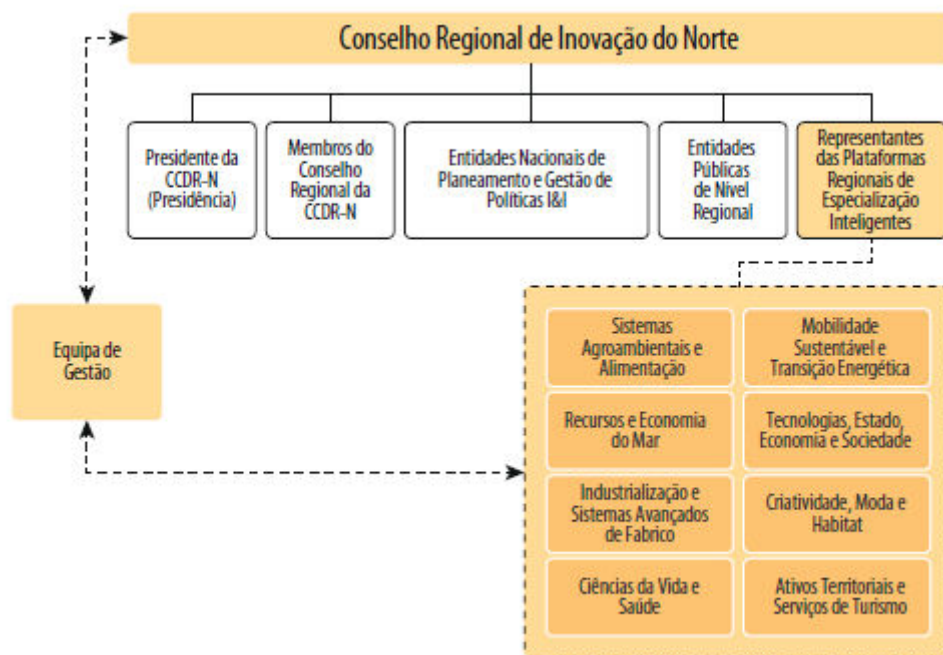 Conselho Regional de Inovação do Norte
Presidente da
CCDR-N
(Presidência)
Membros do
Conselho
Regional da
CCDR-N
Entidades Nacionais de
Planeamento e Gestão de
Políticas I&I
Entidades
Públicas
de Nível
Regional
Representantes
das Plataformas
Regionais de
Especialização
Inteligentes
Equipa de
Gestão
Sistemas
Agroambientais e
Alimentação
Mobilidade
Sustentável e
Transição Energética
Recursos e Economia
do Mar
Tecnologias, Estado,
Economia e Sociedade
Industrialização e
Sistemas Avançados
de Fabrico
Criatividade, Moda e
Habitat
Ciências da Vida e
Saúde
Ativos Territoriais e
Serviços de Turismo